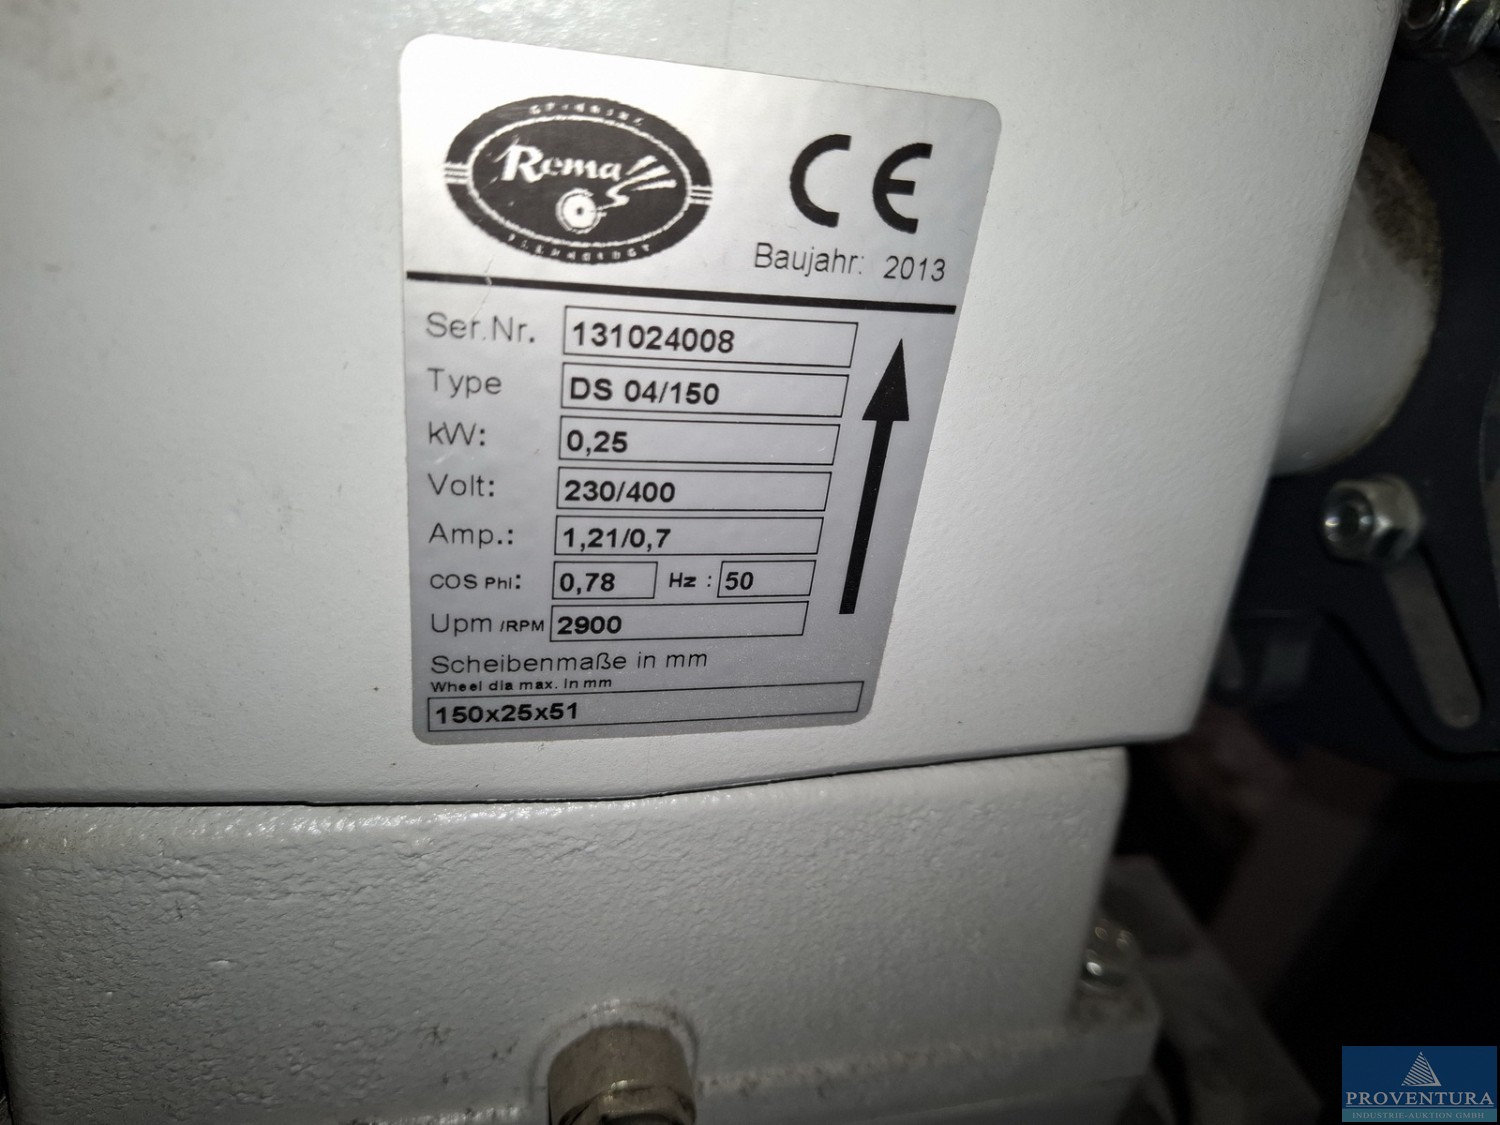 Rema
CE
Baujahr: 2013
Ser.Nr. 131024008
Type DS 04/150
kW: 0,25
Volt: 230/400
Amp.: 1,21/0,7
COS Phi: 0,78 Hz : 50
Upm /RPM 2900
Scheibenmaße in mm
Wheel dia max. in mm
150x25x51
PROVENTURA
INDUSTRIE-AUKTION GMBH